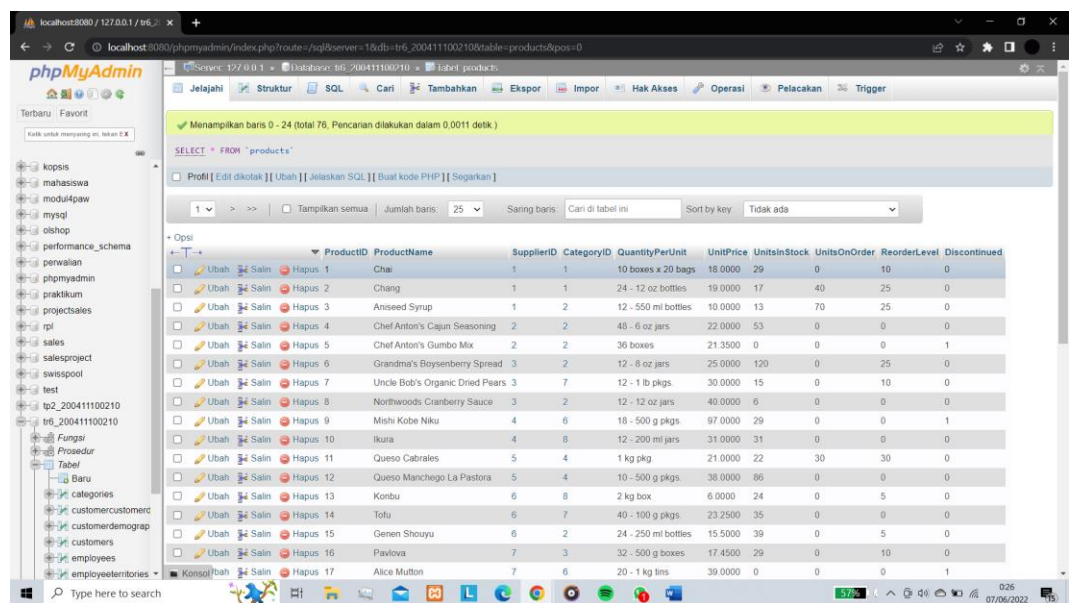 localhost:8080 / 127.0.0.1 / tr6_2
localhost:8080/phpmyadmin/index.php?route=/sql&server=1&db=tr6_200411100210&table=products&pos=0
phpMyAdmin
Terbaru Favorit
kopsis
mahasiswa
modul4paw
mysql
olshop
performance_schema
perwalian
phpmyadmin
praktikum
projectsales
rpl
sales
salesproject
swisspool
test
tp2_200411100210
tr6_200411100210
Fungsi
Prosedur
Tabel
Baru
categories
customercustomerd
customerdemograp
customers
employees
employeeterritories
Server: 127.0.0.1 » Database: tr6_200411100210 » Tabel: products
Jelajahi Struktur SQL Cari Tambahkan Ekspor Impor Hak Akses Operasi Pelacakan Trigger
Menampilkan baris 0 - 24 (total 76, Pencarian dilakukan dalam 0,0011 detik.)
SELECT * FROM `products`
Profil [ Edit dikotak ] [ Ubah ] [ Jelaskan SQL ] [ Buat kode PHP ] [ Segarkan ]
1 > >> Tampilkan semua Jumlah baris: 25 Saring baris: Cari di tabel ini Sort by key: Tidak ada
+ Opsi
ProductID ProductName SupplierID CategoryID QuantityPerUnit UnitPrice UnitsInStock UnitsOnOrder ReorderLevel Discontinued
Ubah Salin Hapus 1 Chai 1 1 10 boxes x 20 bags 18.0000 29 0 10 0
Ubah Salin Hapus 2 Chang 1 1 24 - 12 oz bottles 19.0000 17 40 25 0
Ubah Salin Hapus 3 Aniseed Syrup 1 2 12 - 550 ml bottles 10.0000 13 70 25 0
Ubah Salin Hapus 4 Chef Anton's Cajun Seasoning 2 2 48 - 6 oz jars 22.0000 53 0 0 0
Ubah Salin Hapus 5 Chef Anton's Gumbo Mix 2 2 36 boxes 21.3500 0 0 0 1
Ubah Salin Hapus 6 Grandma's Boysenberry Spread 3 2 12 - 8 oz jars 25.0000 120 0 25 0
Ubah Salin Hapus 7 Uncle Bob's Organic Dried Pears 3 7 12 - 1 lb pkgs. 30.0000 15 0 10 0
Ubah Salin Hapus 8 Northwoods Cranberry Sauce 3 2 12 - 12 oz jars 40.0000 6 0 0 0
Ubah Salin Hapus 9 Mishi Kobe Niku 4 6 18 - 500 g pkgs. 97.0000 29 0 0 1
Ubah Salin Hapus 10 Ikura 4 8 12 - 200 ml jars 31.0000 31 0 0 0
Ubah Salin Hapus 11 Queso Cabrales 5 4 1 kg pkg. 21.0000 22 30 30 0
Ubah Salin Hapus 12 Queso Manchego La Pastora 5 4 10 - 500 g pkgs. 38.0000 86 0 0 0
Ubah Salin Hapus 13 Konbu 6 8 2 kg box 6.0000 24 0 5 0
Ubah Salin Hapus 14 Tofu 6 7 40 - 100 g pkgs. 23.2500 35 0 0 0
Ubah Salin Hapus 15 Genen Shouyu 6 2 24 - 250 ml bottles 15.5000 39 0 5 0
Ubah Salin Hapus 16 Pavlova 7 3 32 - 500 g boxes 17.4500 29 0 10 0
Konsol Ubah Salin Hapus 17 Alice Mutton 7 6 20 - 1 kg tins 39.0000 0 0 0 1
Type here to search
57%
0:26
07/06/2022